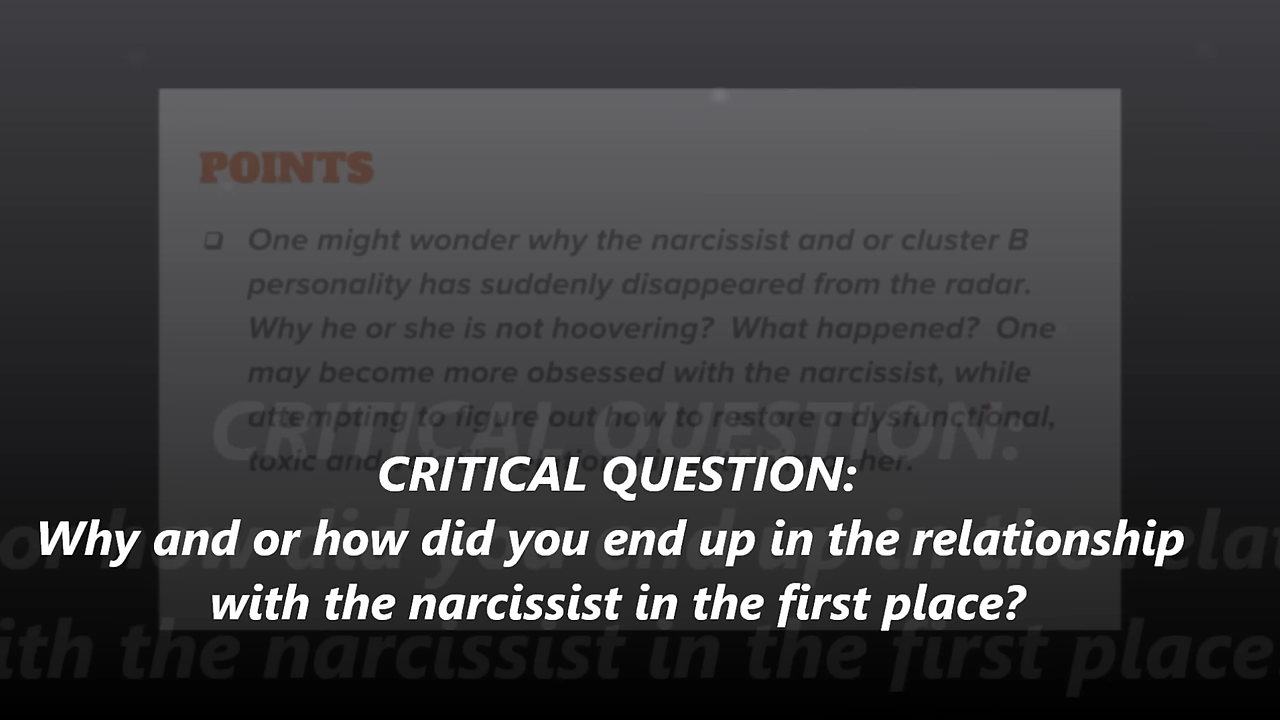 POINTS
❑ One might wonder why the narcissist and or cluster B
personality has suddenly disappeared from the radar.
Why he or she is not hoovering? What happened? One
may become more obsessed with the narcissist, while
attempting to figure out how to restore a dysfunctional,
toxic and her.
CRITICAL QUESTION:
Why and or how did you end up in the relationship
with the narcissist in the first place?